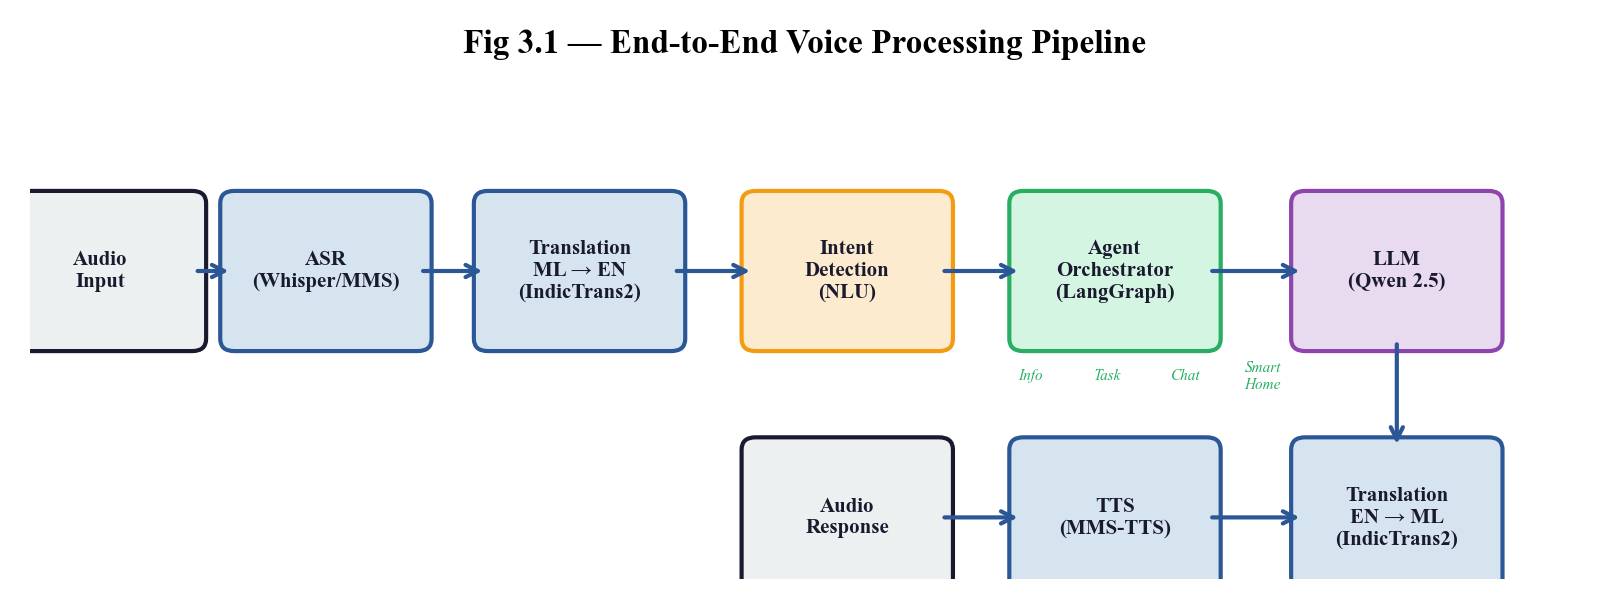 Fig 3.1 — End-to-End Voice Processing Pipeline
Audio
Input
ASR
(Whisper/MMS)
Translation
ML → EN
(IndicTrans2)
Intent
Detection
(NLU)
Agent
Orchestrator
(LangGraph)
LLM
(Qwen 2.5)
Info
Task
Chat
Smart
Home
Audio
Response
TTS
(MMS-TTS)
Translation
EN → ML
(IndicTrans2)